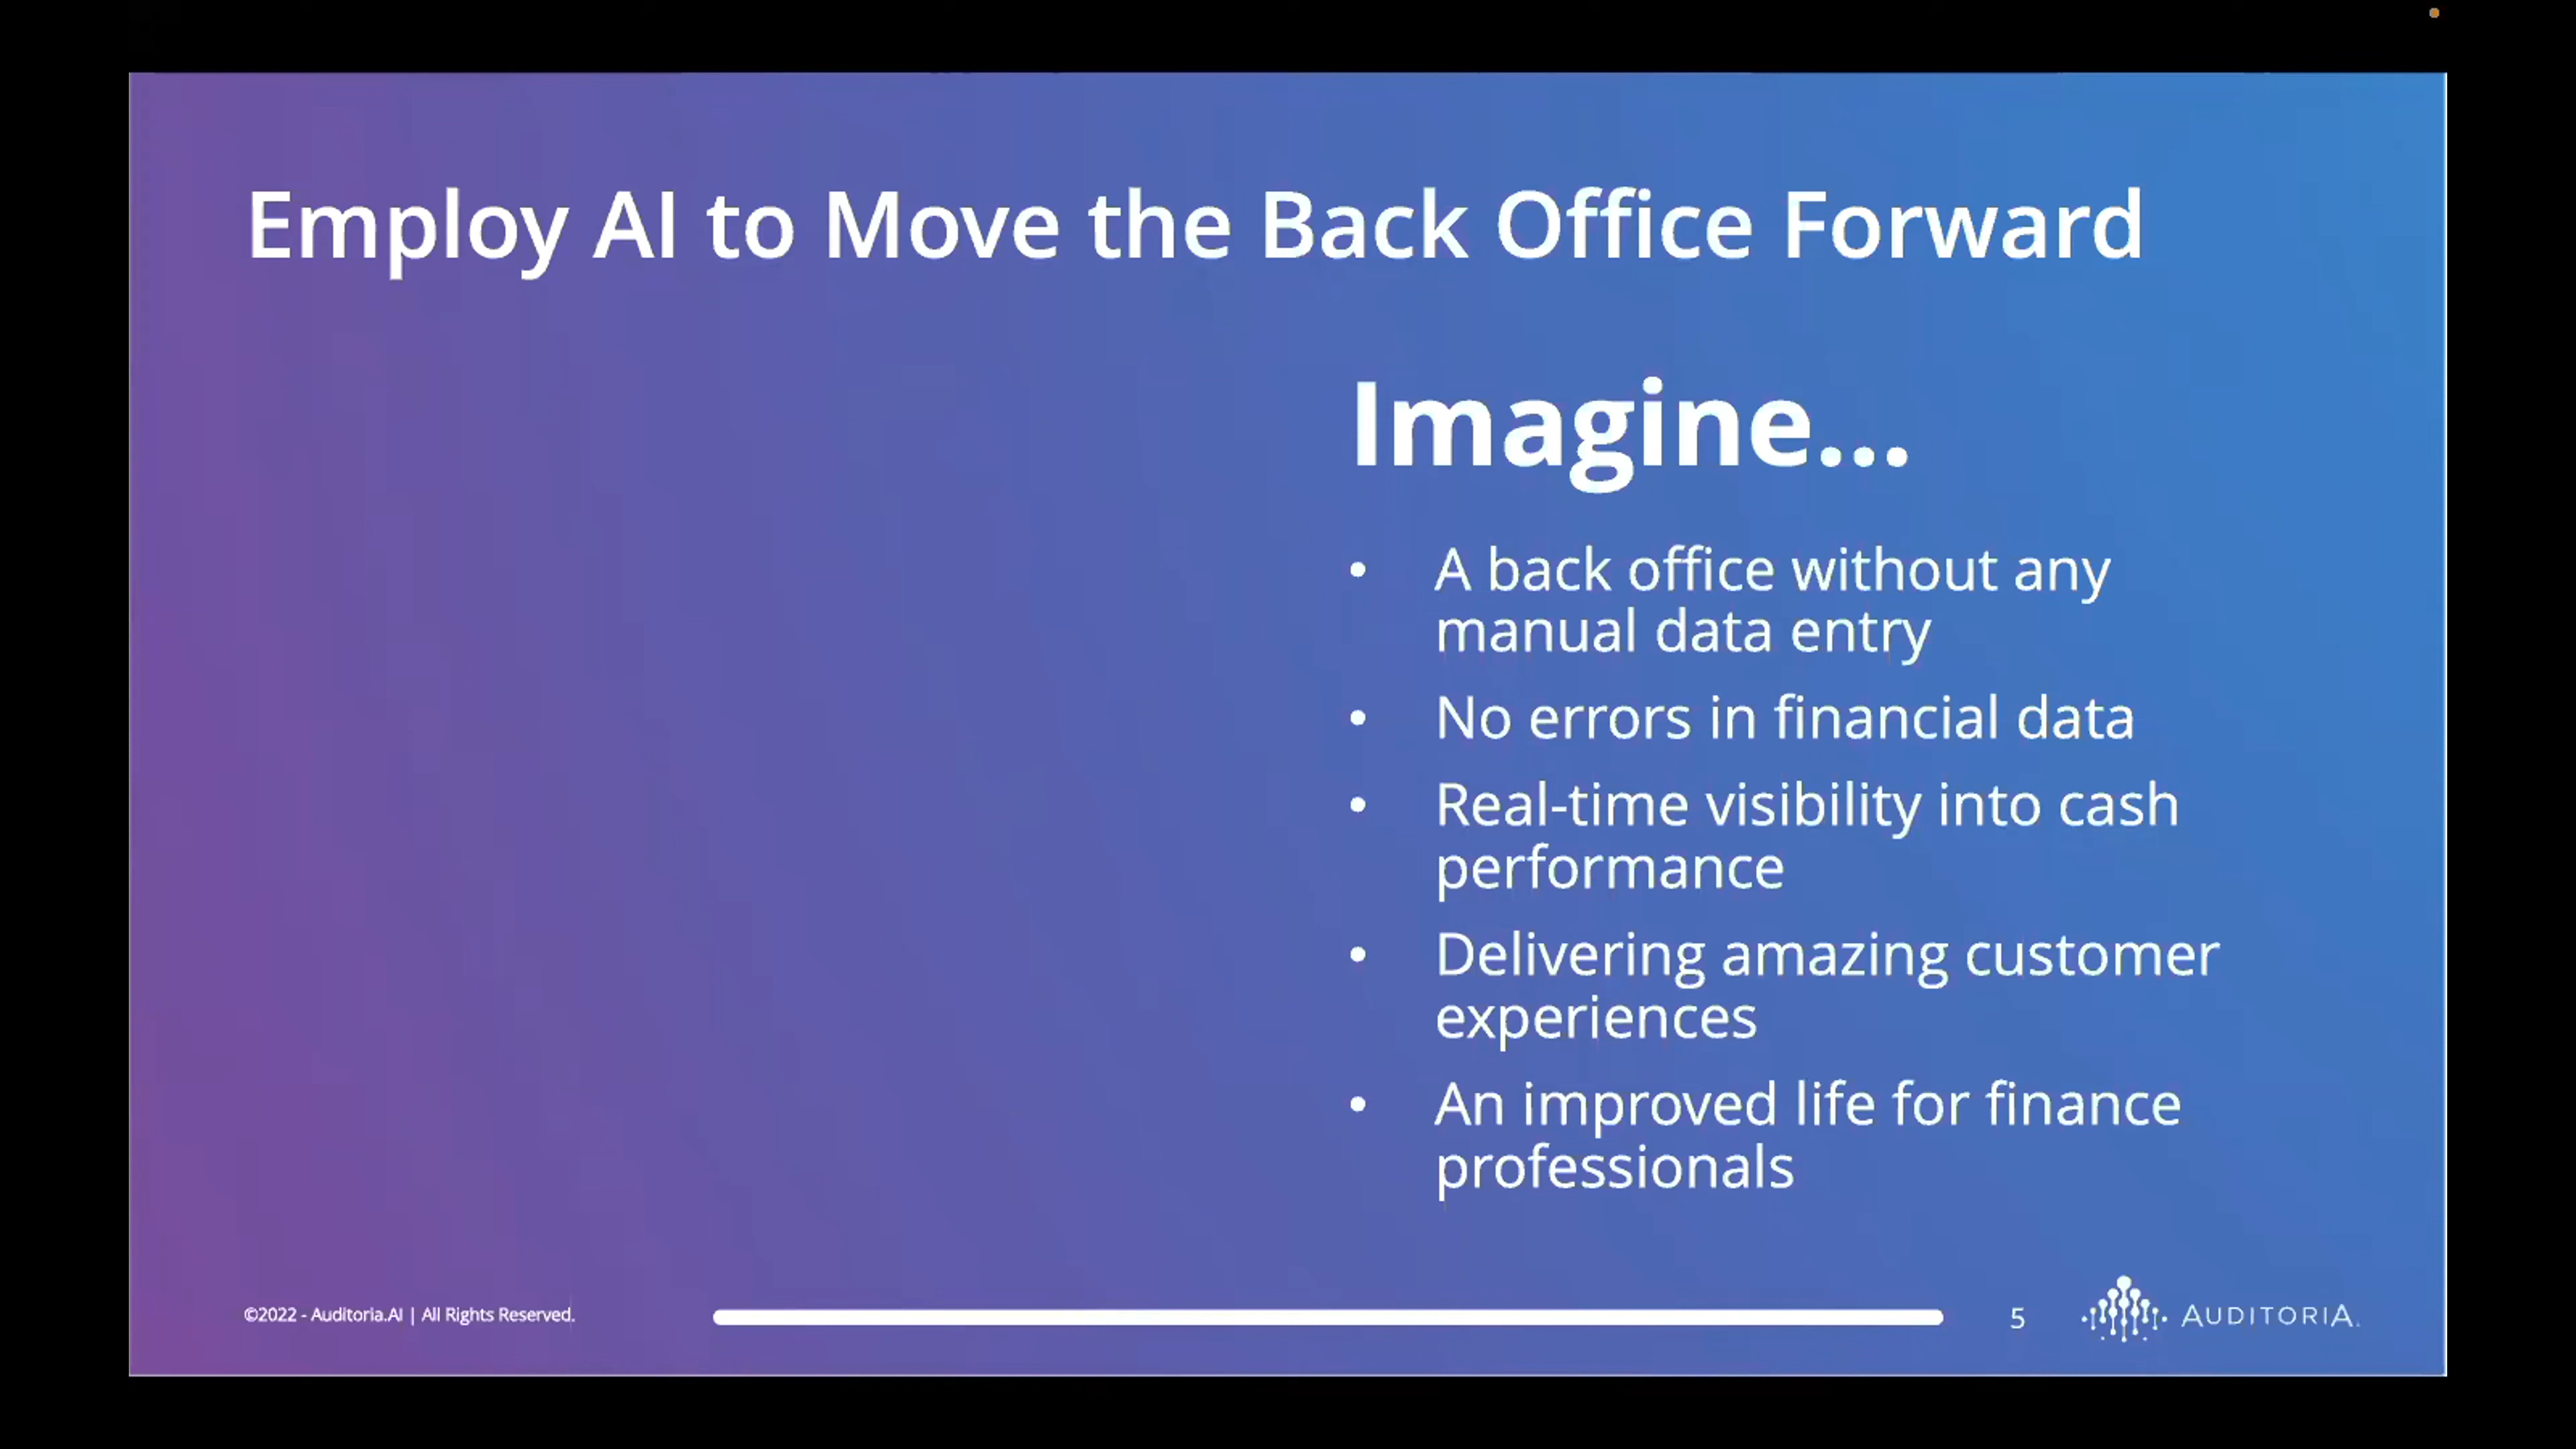 Employ AI to Move the Back Office Forward
Imagine...
• A back office without any
manual data entry
• No errors in financial data
• Real-time visibility into cash
performance
• Delivering amazing customer
experiences
• An improved life for finance
professionals
©2022 - Auditoria.AI | All Rights Reserved.
5
AUDITORIA.